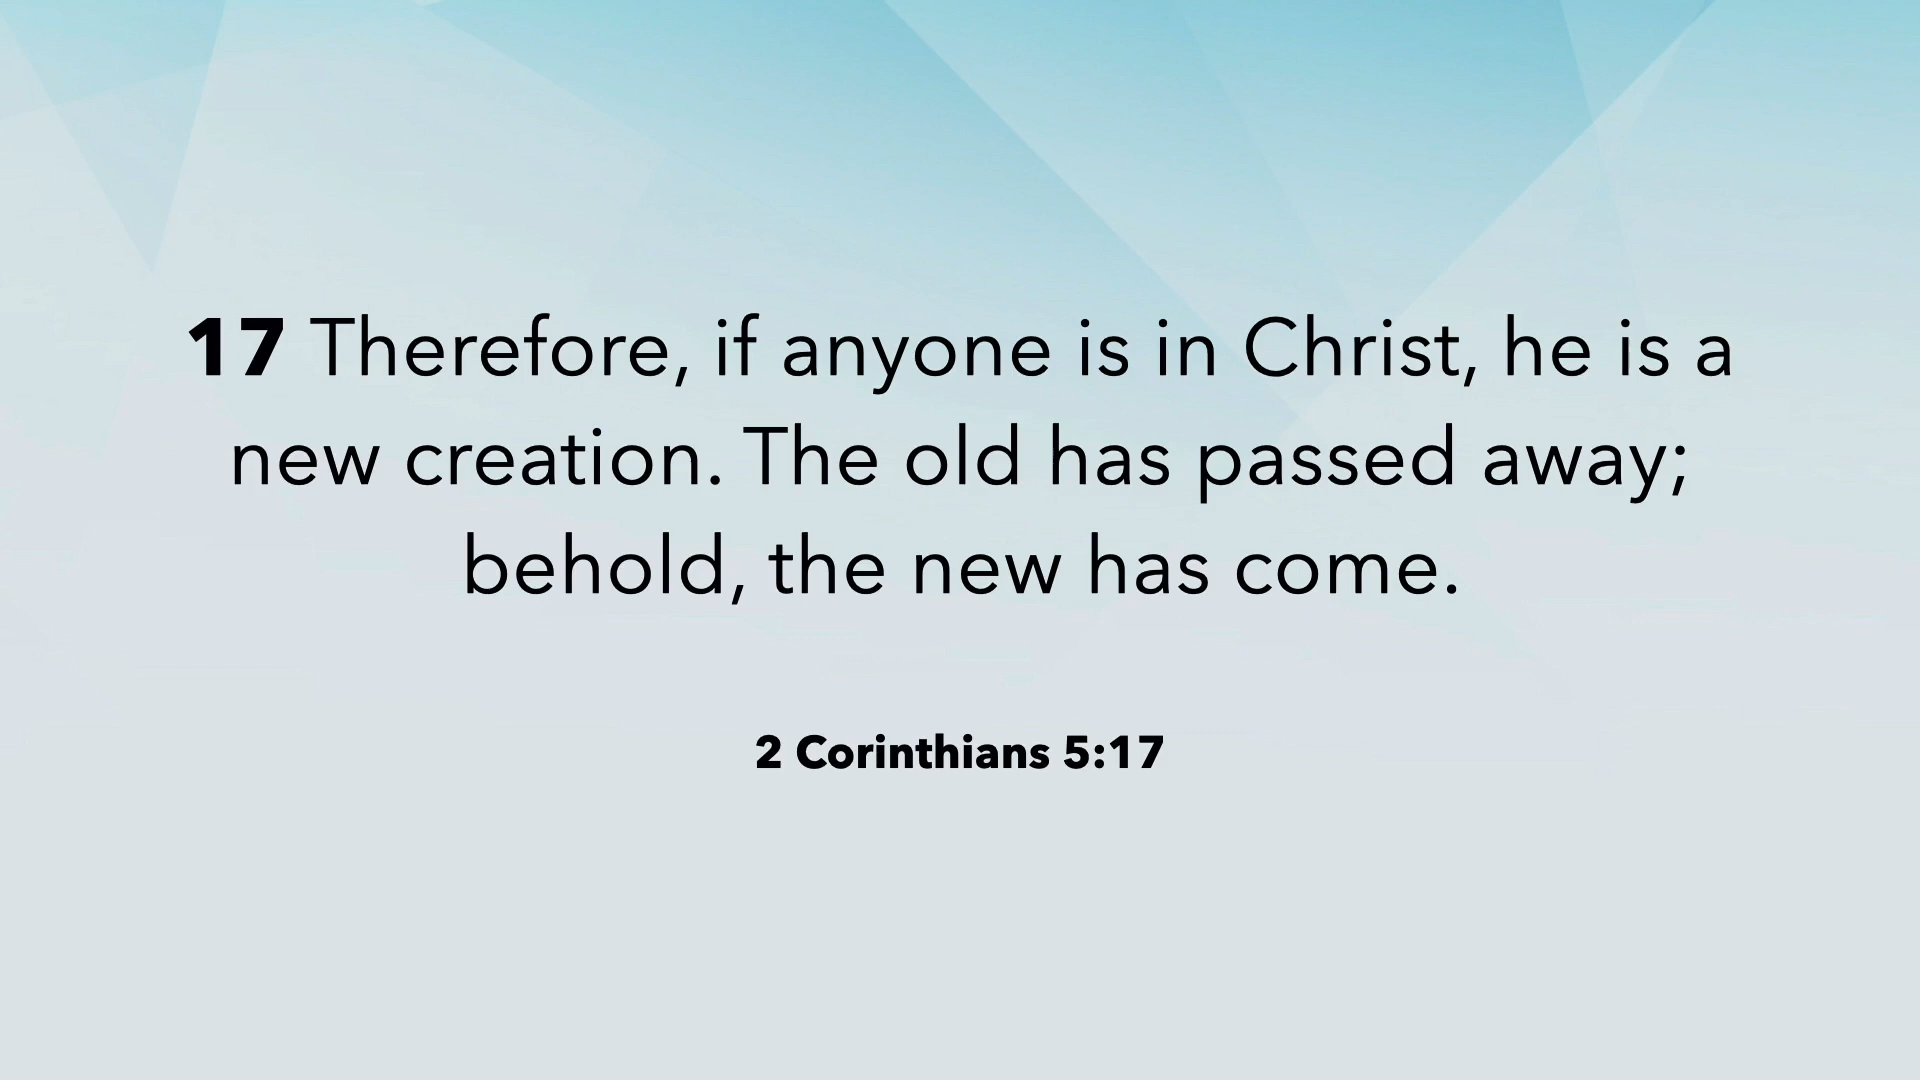 17 Therefore, if anyone is in Christ, he is a
new creation. The old has passed away;
behold, the new has come.
2 Corinthians 5:17